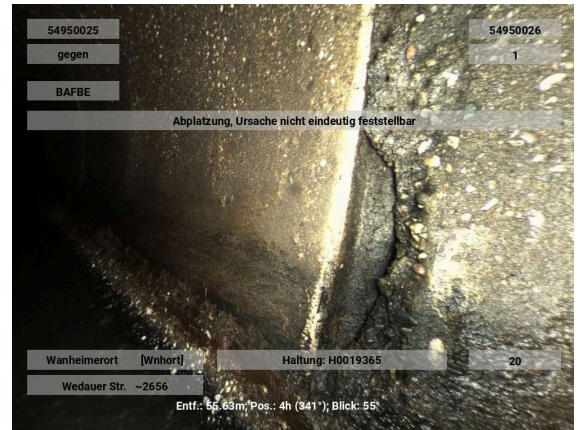 54950025
54950026
gegen
1
BAFBE
Abplatzung, Ursache nicht eindeutig feststellbar
Wanheimerort [Wnhort]
Haltung: H0019365
20
Wedauer Str. ~2656
Entf.: 55.63m; Pos.: 4h (341°); Blick: 55°